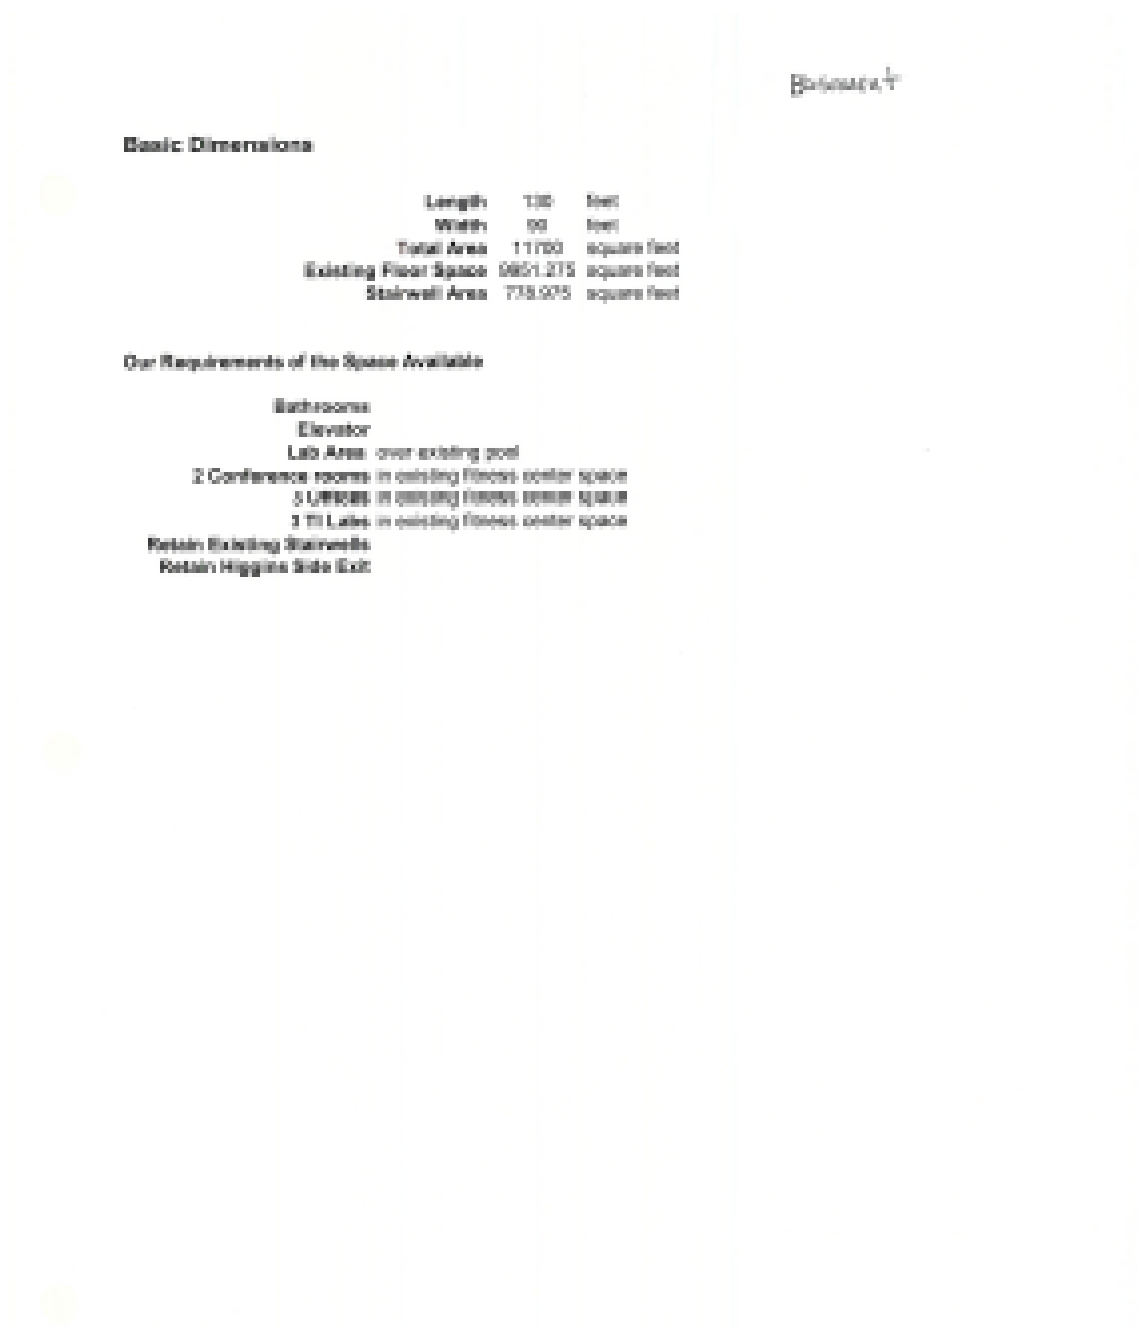 Basement
Basic Dimensions
Length 130 feet
Width 90 feet
Total Area 11700 square feet
Existing Floor Space square feet
Stairwell Area square feet
Our Requirements of the Space Available
Bathrooms
Elevator
Lab Area over existing pool
2 Conference rooms in existing fitness center space
Offices in existing fitness center space
Labs in existing fitness center space
Retain Existing Stairwells
Retain Higgins Side Exit